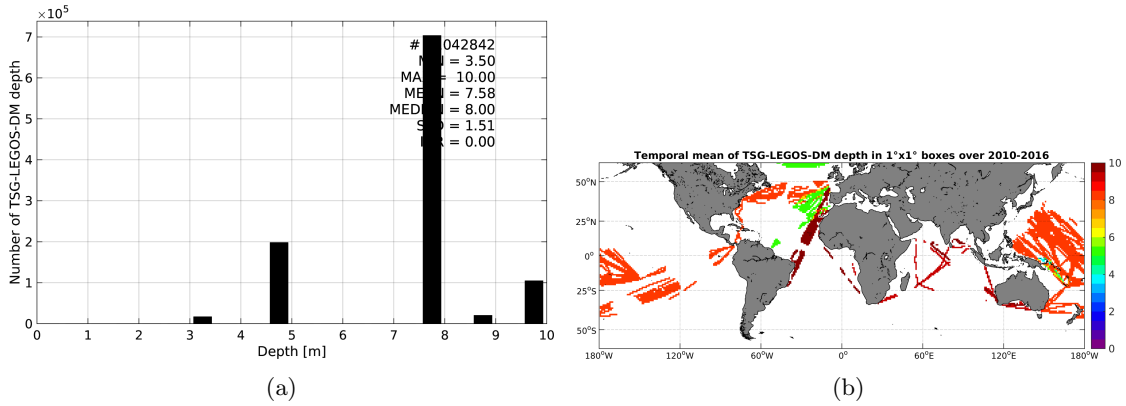 ×10⁵
7
6
5
4
3
2
1
0
Number of TSG-LEGOS-DM depth
# 042842
= 3.50
= 10.00
= 7.58
= 8.00
= 1.51
= 0.00
0 1 2 3 4 5 6 7 8 9 10
Depth [m]
(a)
Temporal mean of TSG-LEGOS-DM depth in 1°x1° boxes over 2010-2016
50°N
25°N
0°
25°S
50°S
180°W 120°W 60°W 0° 60°E 120°E 180°W
10
8
6
4
2
0
(b)